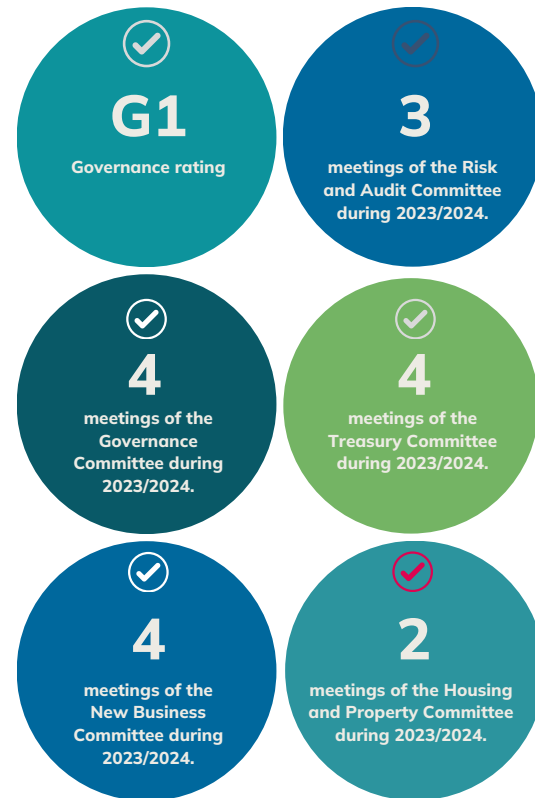 G1
Governance rating
3
meetings of the Risk
and Audit Committee
during 2023/2024.
4
meetings of the
Governance
Committee during
2023/2024.
4
meetings of the
Treasury Committee
during 2023/2024.
4
meetings of the
New Business
Committee during
2023/2024.
2
meetings of the Housing
and Property Committee
during 2023/2024.